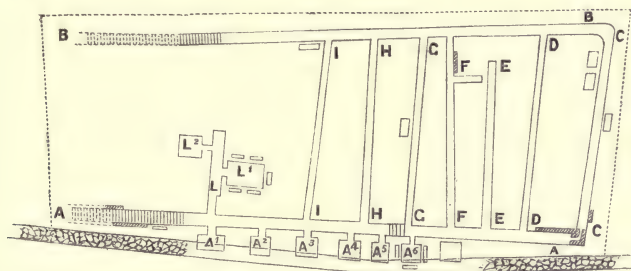 B
B C
I H G F E D
L² L¹
L
A I H G F E D C
A
A¹ A² A³ A⁴ A⁵ A⁶